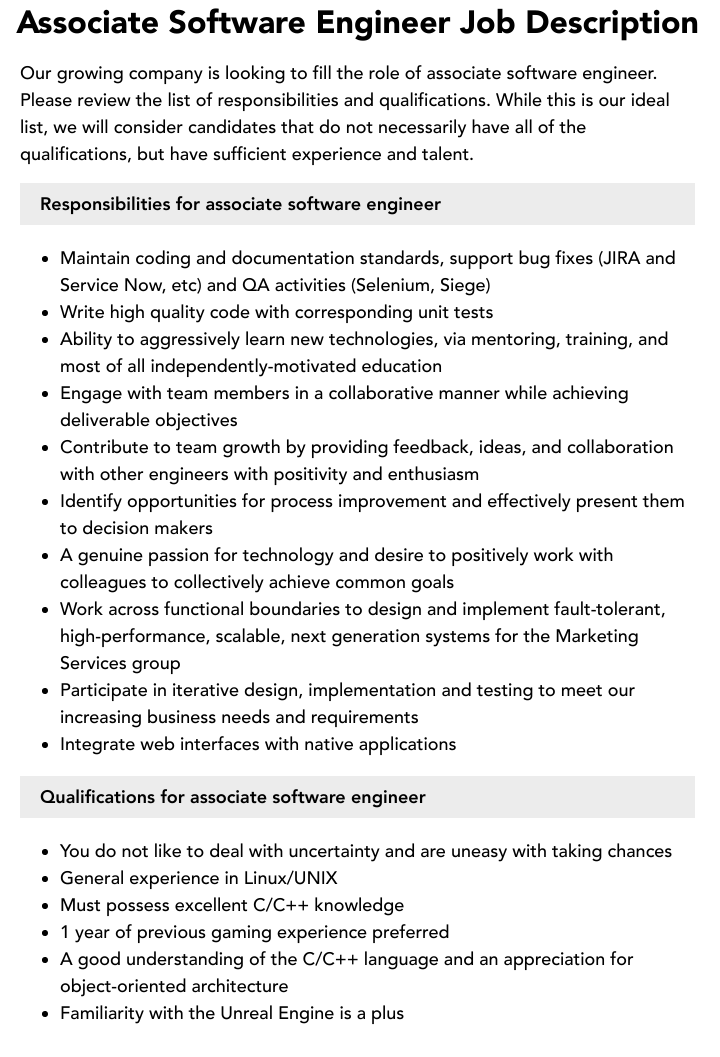 Associate Software Engineer Job Description
Our growing company is looking to fill the role of associate software engineer.
Please review the list of responsibilities and qualifications. While this is our ideal
list, we will consider candidates that do not necessarily have all of the
qualifications, but have sufficient experience and talent.
Responsibilities for associate software engineer
• Maintain coding and documentation standards, support bug fixes (JIRA and
Service Now, etc) and QA activities (Selenium, Siege)
• Write high quality code with corresponding unit tests
• Ability to aggressively learn new technologies, via mentoring, training, and
most of all independently-motivated education
• Engage with team members in a collaborative manner while achieving
deliverable objectives
• Contribute to team growth by providing feedback, ideas, and collaboration
with other engineers with positivity and enthusiasm
• Identify opportunities for process improvement and effectively present them
to decision makers
• A genuine passion for technology and desire to positively work with
colleagues to collectively achieve common goals
• Work across functional boundaries to design and implement fault-tolerant,
high-performance, scalable, next generation systems for the Marketing
Services group
• Participate in iterative design, implementation and testing to meet our
increasing business needs and requirements
• Integrate web interfaces with native applications
Qualifications for associate software engineer
• You do not like to deal with uncertainty and are uneasy with taking chances
• General experience in Linux/UNIX
• Must possess excellent C/C++ knowledge
• 1 year of previous gaming experience preferred
• A good understanding of the C/C++ language and an appreciation for
object-oriented architecture
• Familiarity with the Unreal Engine is a plus